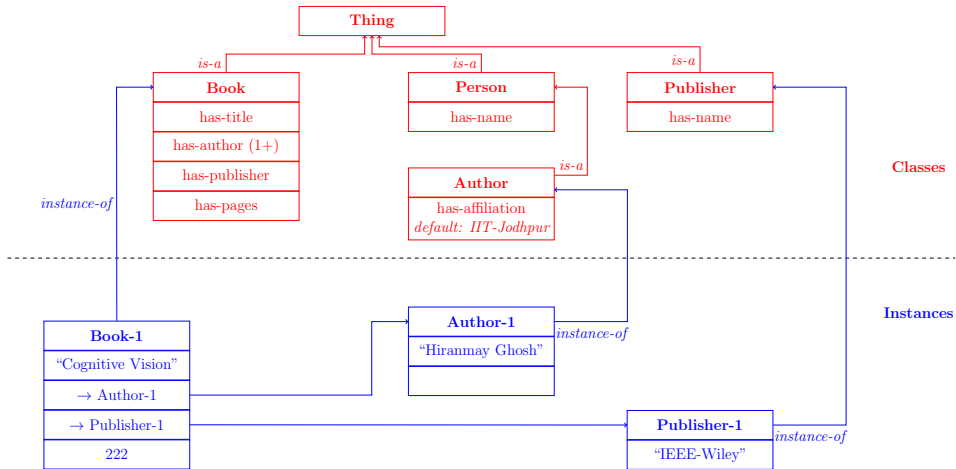 Thing
is-a
is-a
is-a
Book
has-title
has-author (1+)
has-publisher
has-pages
Person
has-name
Publisher
has-name
is-a
Author
has-affiliation
default: IIT-Jodhpur
Classes
instance-of
Instances
Book-1
“Cognitive Vision”
→ Author-1
→ Publisher-1
222
Author-1
“Hiranmay Ghosh”
instance-of
Publisher-1
“IEEE-Wiley”
instance-of